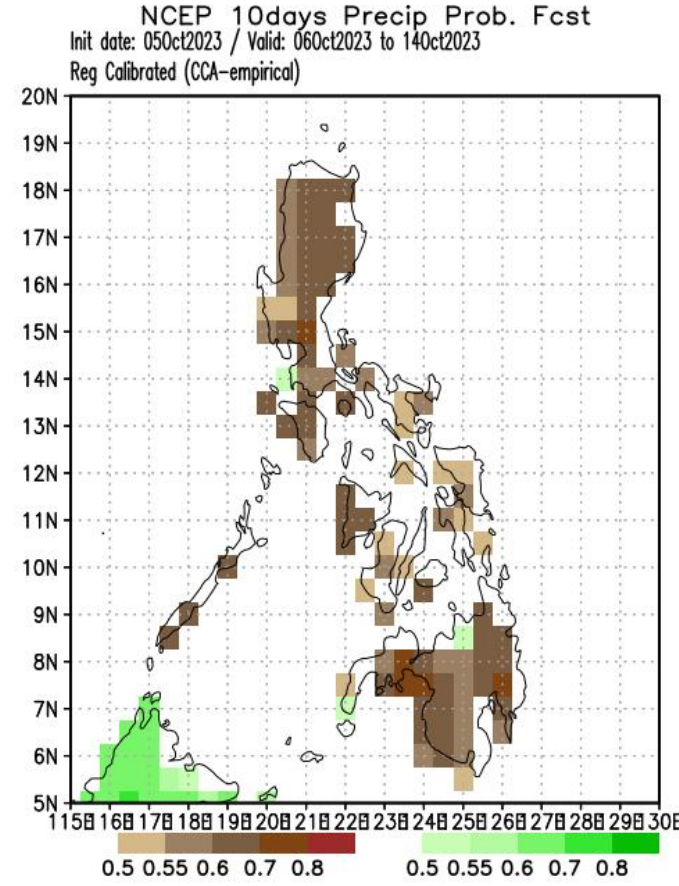 NCEP 10days Precip Prob. Fcst
Init date: 05Oct2023 / Valid: 06Oct2023 to 14Oct2023
Reg Calibrated (CCA-empirical)
20N
19N
18N
17N
16N
15N
14N
13N
12N
11N
10N
9N
8N
7N
6N
5N
115E 116E 117E 118E 119E 120E 121E 122E 123E 124E 125E 126E 127E 128E 129E 130E
0.5 0.55 0.6 0.7 0.8 0.5 0.55 0.6 0.7 0.8